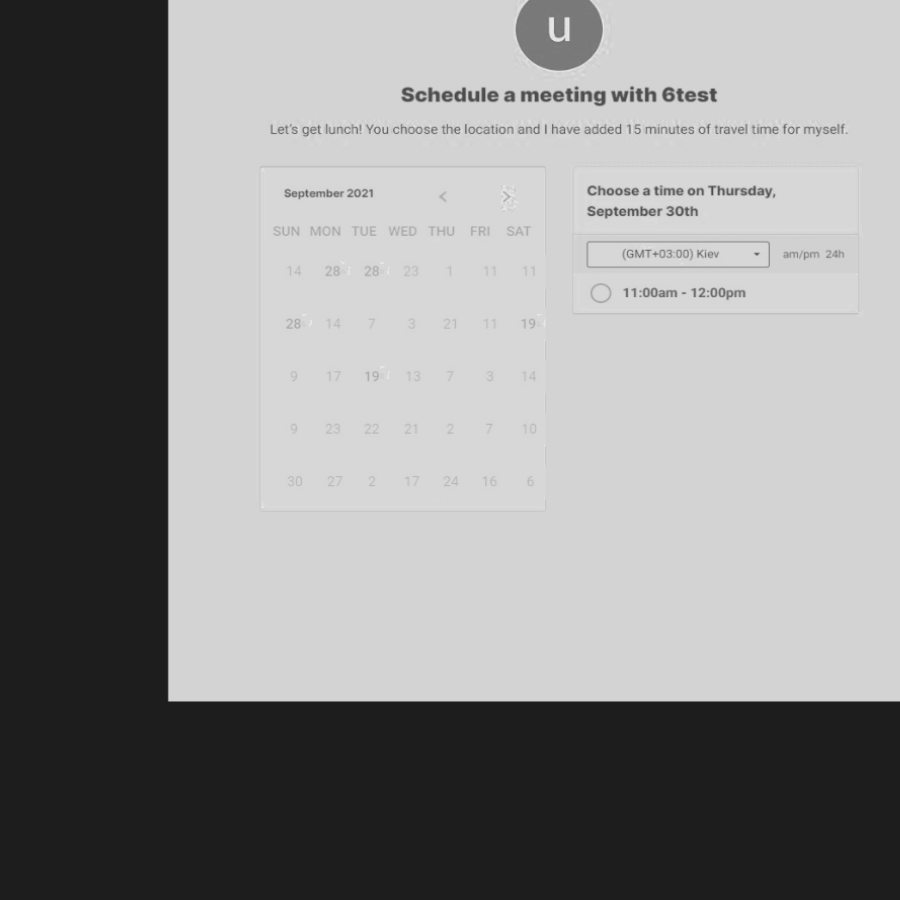 u
Schedule a meeting with 6test
Let's get lunch! You choose the location and I have added 15 minutes of travel time for myself.
September 2021
SUN MON TUE WED THU FRI SAT
14 28 28 23 1 11 11
28 14 7 3 21 11 19
9 17 19 13 7 3 14
9 23 22 21 2 7 10
30 27 2 17 24 16 6
Choose a time on Thursday,
September 30th
(GMT+03:00) Kiev am/pm 24h
11:00am - 12:00pm